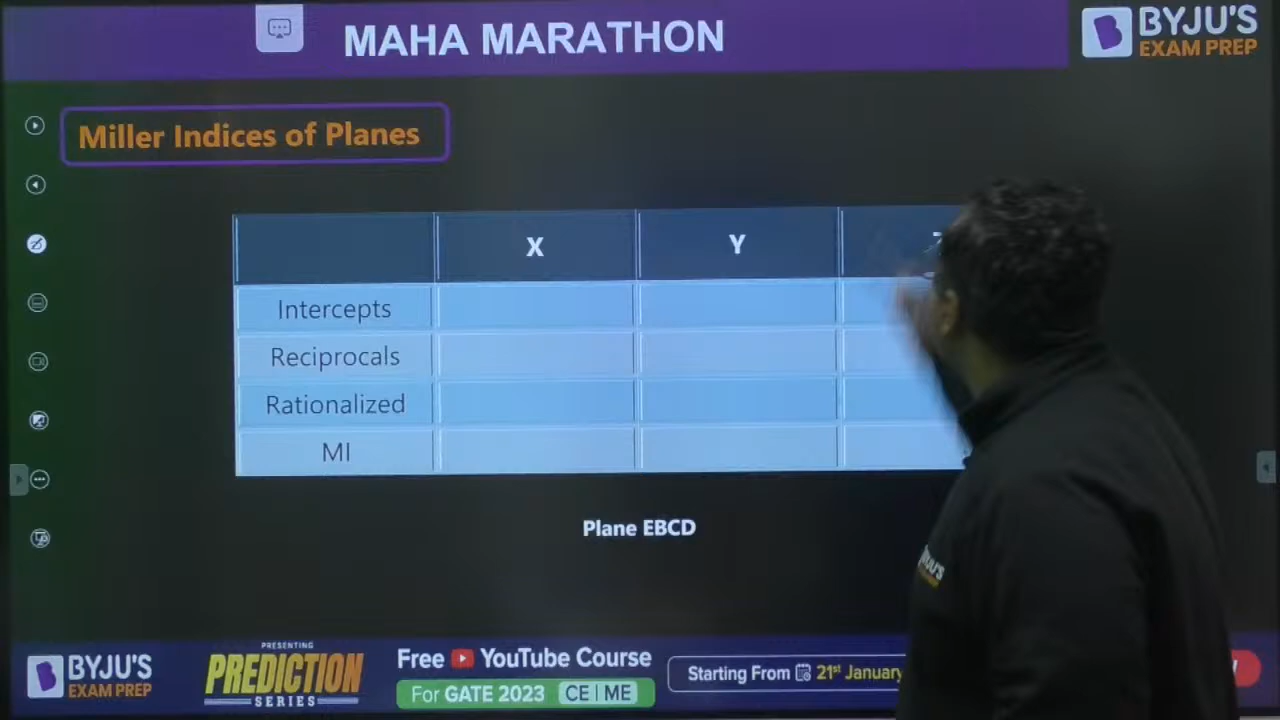 MAHA MARATHON
BYJU'S
EXAM PREP
Miller Indices of Planes
X Y
Intercepts
Reciprocals
Rationalized
MI
Plane EBCD
BYJU'S
EXAM PREP
PRESENTING
PREDICTION
SERIES
Free YouTube Course
For GATE 2023 CE | ME
Starting From 21st January